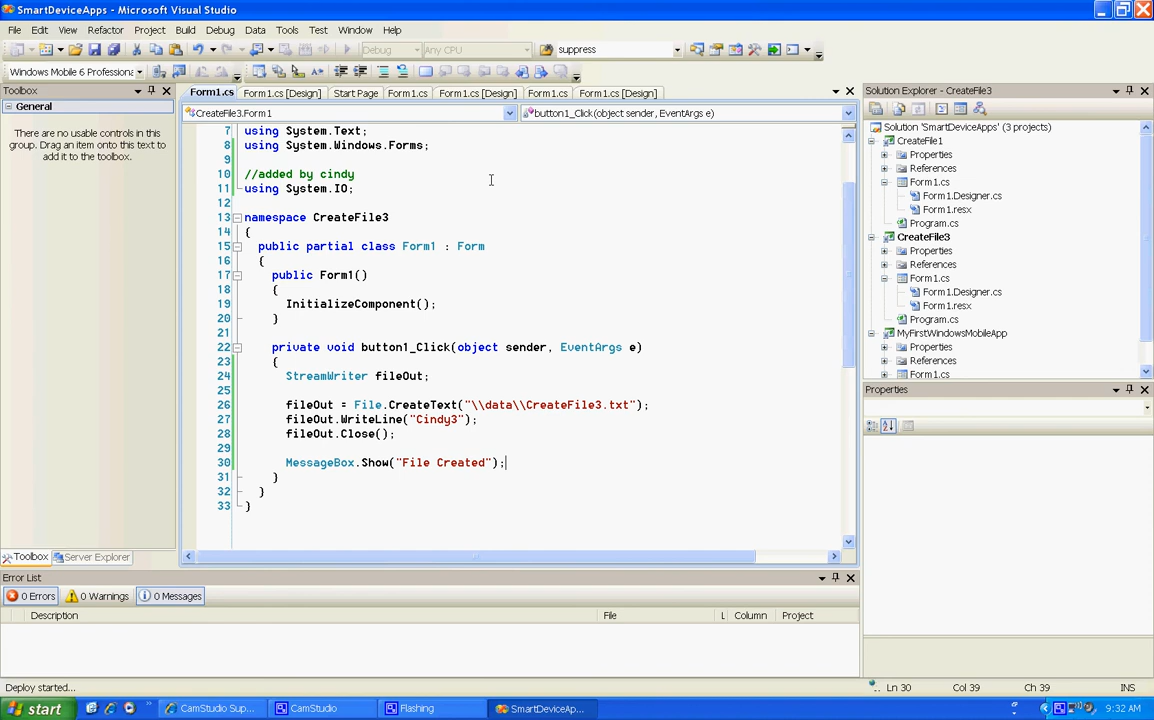 SmartDeviceApps - Microsoft Visual Studio
File Edit View Refactor Project Build Debug Data Tools Test Window Help
Debug Any CPU suppress
Windows Mobile 6 Professiona
Toolbox
General
There are no usable controls in this
group. Drag an item onto this text to
add it to the toolbox.
Toolbox Server Explorer
Form1.cs Form1.cs [Design] Start Page Form1.cs Form1.cs [Design] Form1.cs Form1.cs [Design]
CreateFile3.Form1 button1_Click(object sender, EventArgs e)
7 using System.Text;
8 using System.Windows.Forms;
9
10 //added by cindy
11 using System.IO;
12
13 namespace CreateFile3
14 {
15 public partial class Form1 : Form
16 {
17 public Form1()
18 {
19 InitializeComponent();
20 }
21
22 private void button1_Click(object sender, EventArgs e)
23 {
24 StreamWriter fileOut;
25
26 fileOut = File.CreateText("\\data\\CreateFile3.txt");
27 fileOut.WriteLine("Cindy3");
28 fileOut.Close();
29
30 MessageBox.Show("File Created");
31 }
32 }
33 }
Solution Explorer - CreateFile3
Solution 'SmartDeviceApps' (3 projects)
CreateFile1
Properties
References
Form1.cs
Form1.Designer.cs
Form1.resx
Program.cs
CreateFile3
Properties
References
Form1.cs
Form1.Designer.cs
Form1.resx
Program.cs
MyFirstWindowsMobileApp
Properties
References
Form1.cs
Properties
Error List
0 Errors 0 Warnings 0 Messages
Description File L Column Project
Deploy started... Ln 30 Col 39 Ch 39 INS
start CamStudio Sup... CamStudio Flashing SmartDeviceAp... 9:32 AM